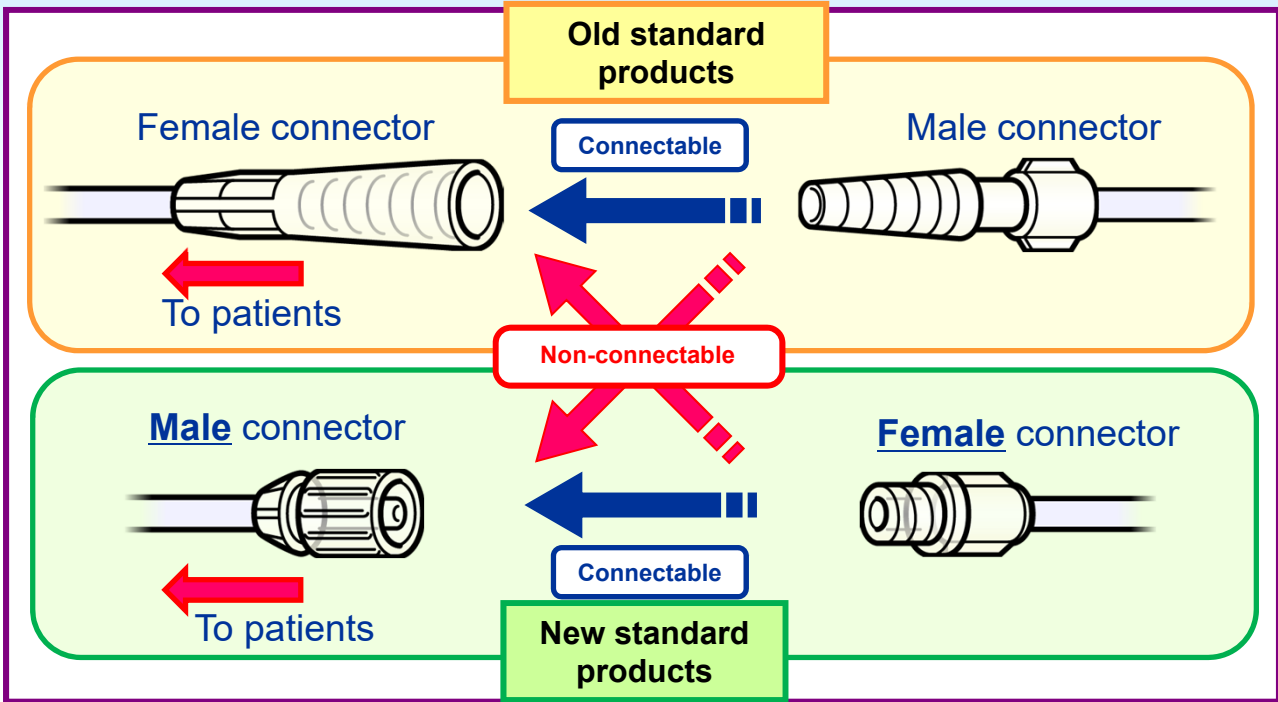 Old standard
products
Female connector
Connectable
Male connector
To patients
Non-connectable
Male connector
Female connector
Connectable
To patients
New standard
products